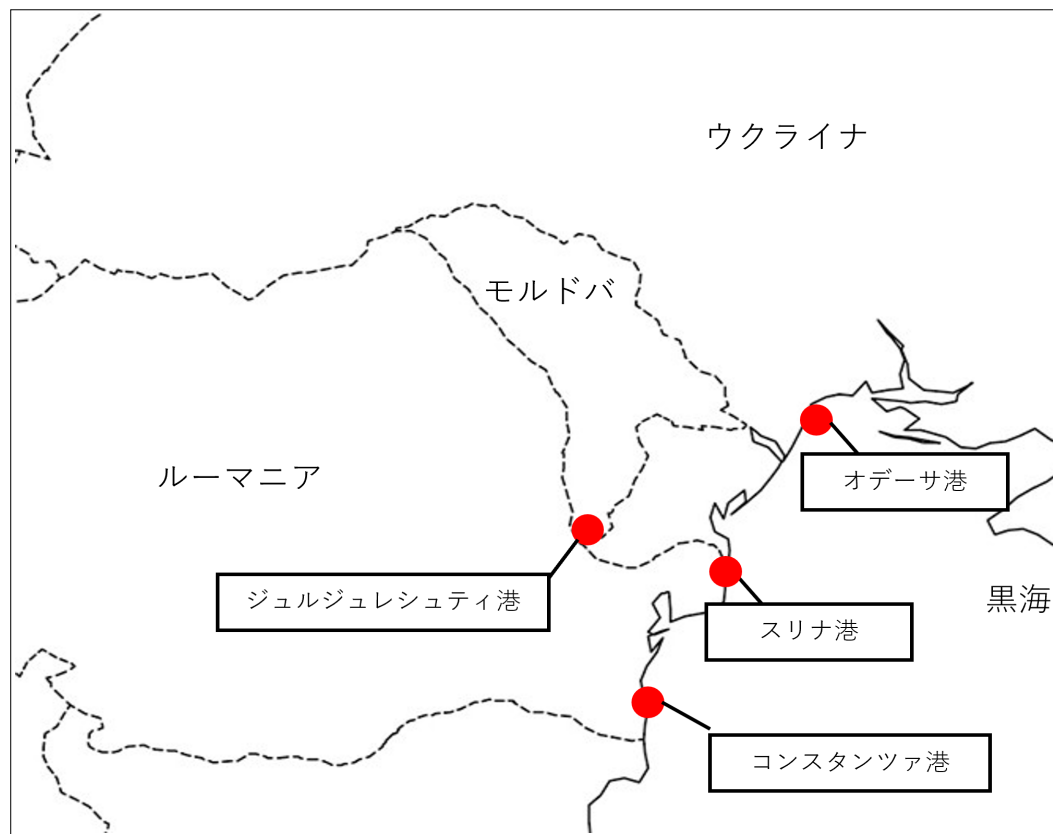 ウクライナ
モルドバ
ルーマニア
オデーサ港
ジュルジュレシュティ港
黒海
スリナ港
コンスタンツァ港